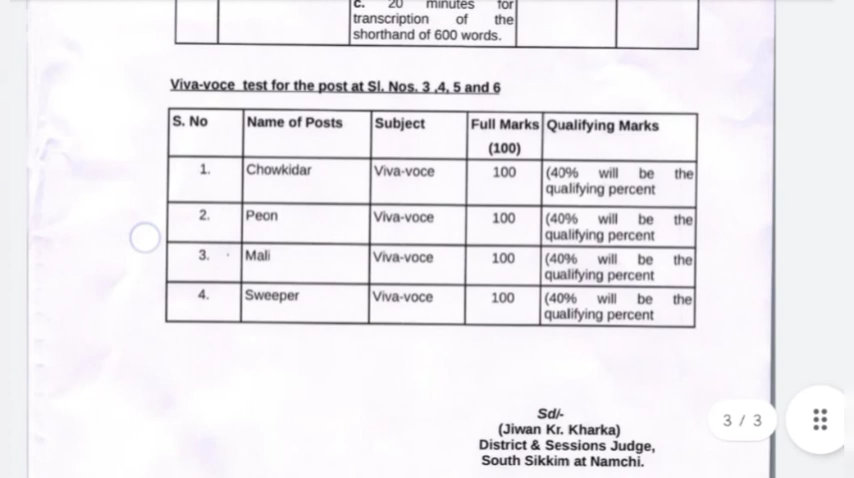 c. 20 minutes for
transcription of the
shorthand of 600 words.
Viva-voce test for the post at Sl. Nos. 3 ,4, 5 and 6
S. No Name of Posts Subject Full Marks (100) Qualifying Marks
1. Chowkidar Viva-voce 100 (40% will be the
qualifying percent
2. Peon Viva-voce 100 (40% will be the
qualifying percent
3. Mali Viva-voce 100 (40% will be the
qualifying percent
4. Sweeper Viva-voce 100 (40% will be the
qualifying percent
Sd/-
(Jiwan Kr. Kharka)
District & Sessions Judge,
South Sikkim at Namchi.
3 / 3